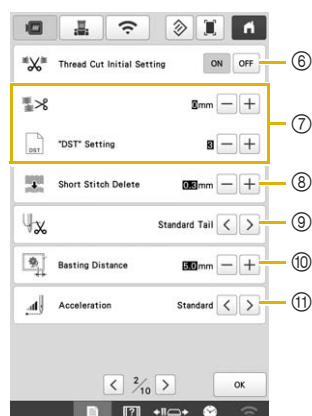 Thread Cut Initial Setting ON OFF ⑥
0mm − +
⑦
DST "DST" Setting 3 − +
Short Stitch Delete 0.3mm − + ⑧
Standard Tail < > ⑨
Basting Distance 5.0mm − + ⑩
Acceleration Standard < > ⑪
< 2/10 > OK
[?]